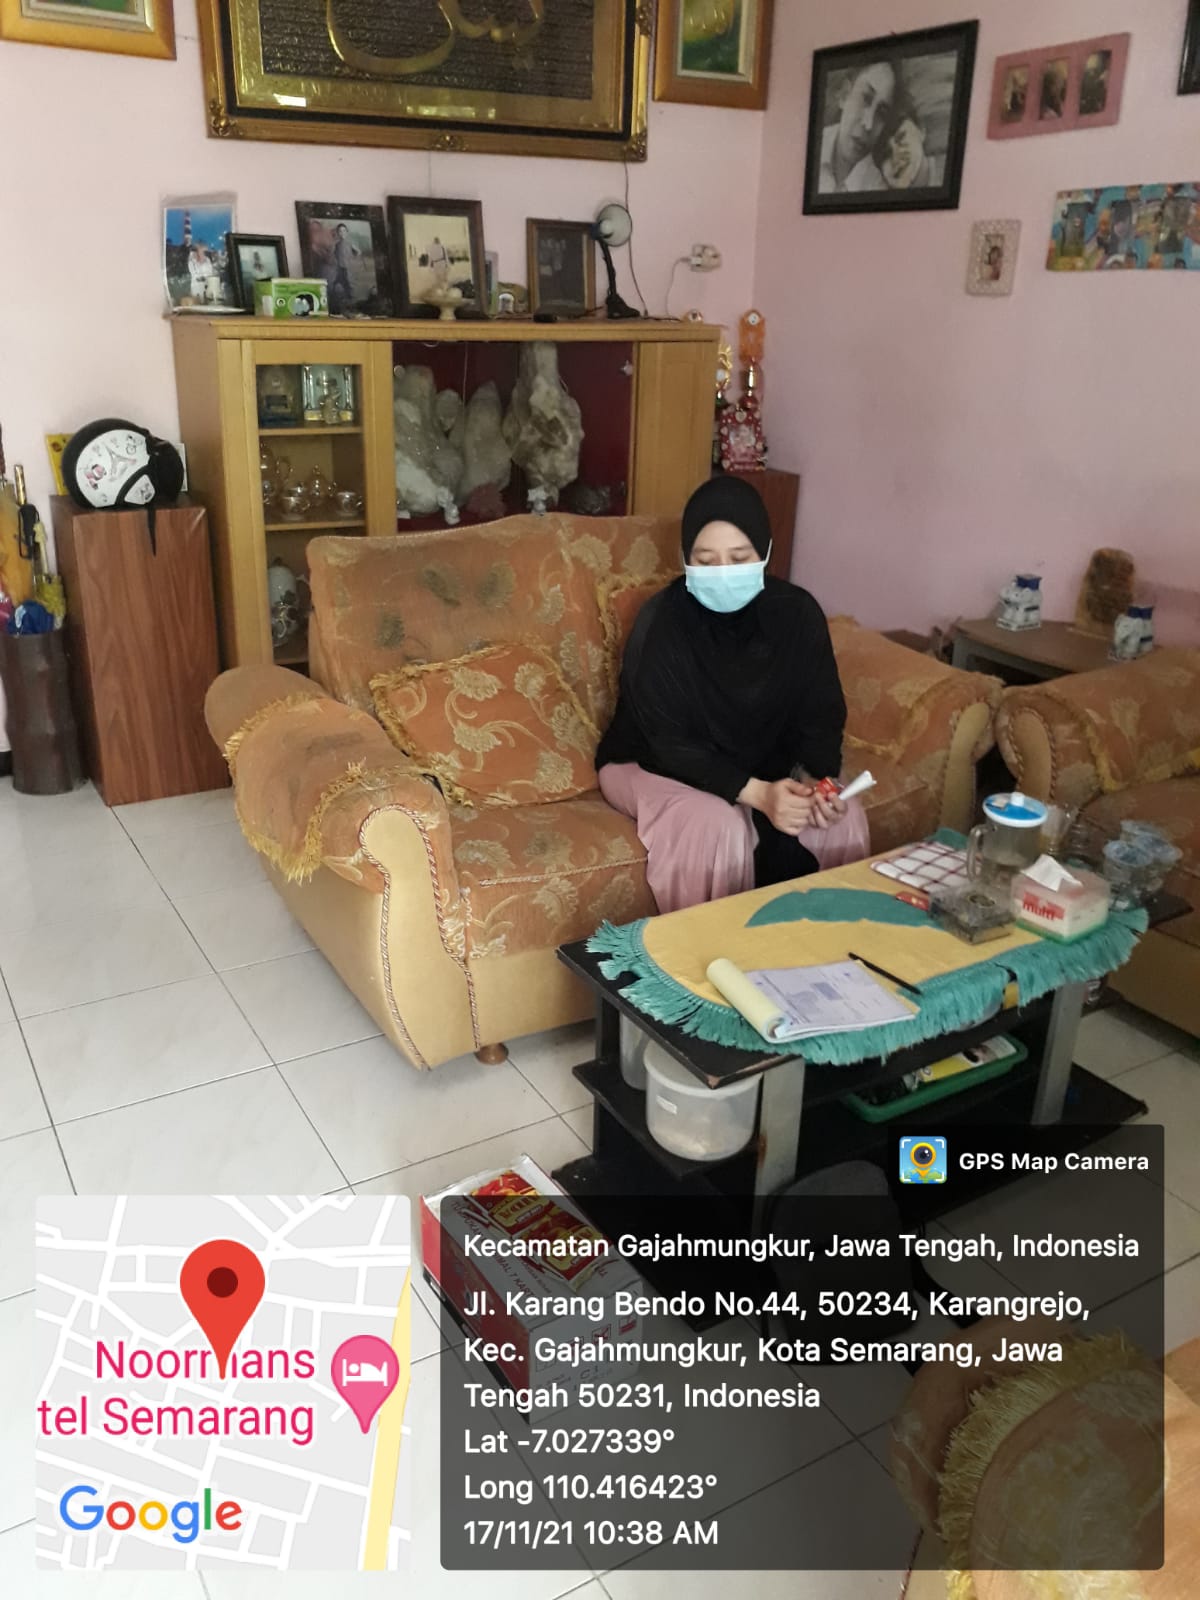 multi
GPS Map Camera
Kecamatan Gajahmungkur, Jawa Tengah, Indonesia
Jl. Karang Bendo No.44, 50234, Karangrejo,
Kec. Gajahmungkur, Kota Semarang, Jawa
Tengah 50231, Indonesia
Lat -7.027339°
Long 110.416423°
17/11/21 10:38 AM
Noormans
tel Semarang
Google